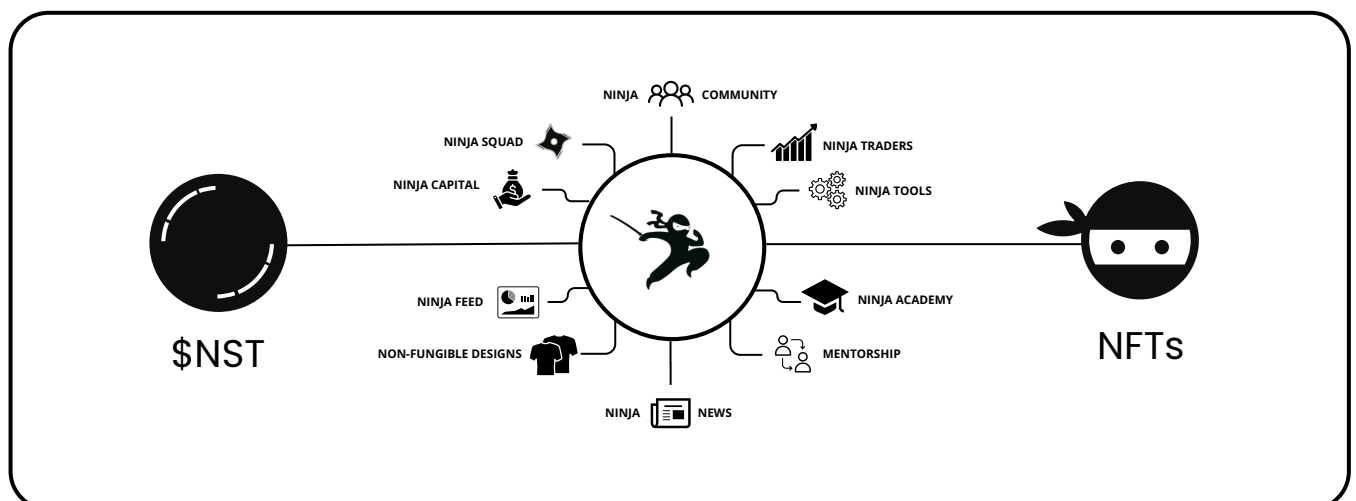 NINJA COMMUNITY
NINJA SQUAD
NINJA TRADERS
NINJA CAPITAL
NINJA TOOLS
$NST
NFTs
NINJA FEED
NINJA ACADEMY
NON-FUNGIBLE DESIGNS
MENTORSHIP
NINJA NEWS